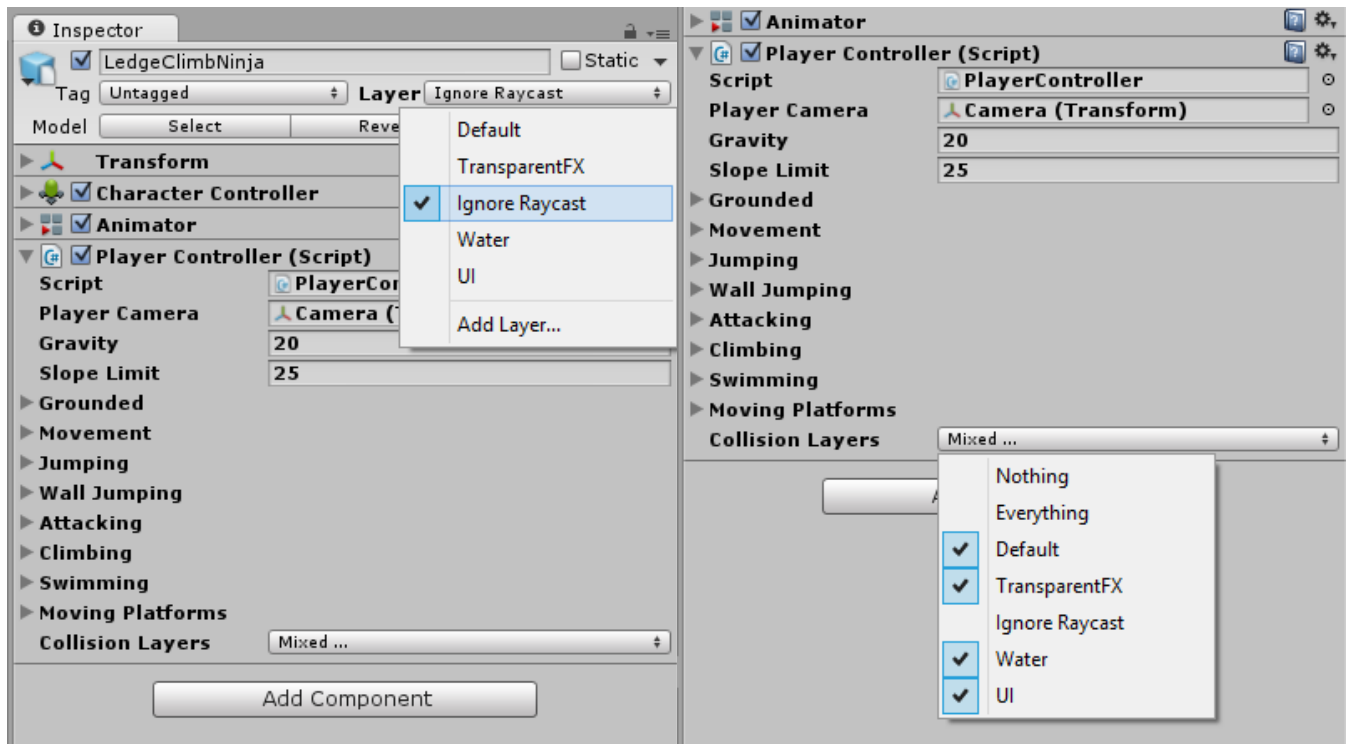 Inspector
LedgeClimbNinja Static
Tag Untagged Layer Ignore Raycast
Model Select Reve
Default
TransparentFX
Ignore Raycast
Water
UI
Add Layer...
Transform
Character Controller
Animator
Player Controller (Script)
Script PlayerCon
Player Camera Camera (
Gravity 20
Slope Limit 25
Grounded
Movement
Jumping
Wall Jumping
Attacking
Climbing
Swimming
Moving Platforms
Collision Layers Mixed ...
Add Component
Animator
Player Controller (Script)
Script PlayerController
Player Camera Camera (Transform)
Gravity 20
Slope Limit 25
Grounded
Movement
Jumping
Wall Jumping
Attacking
Climbing
Swimming
Moving Platforms
Collision Layers Mixed ...
Nothing
Everything
Default
TransparentFX
Ignore Raycast
Water
UI